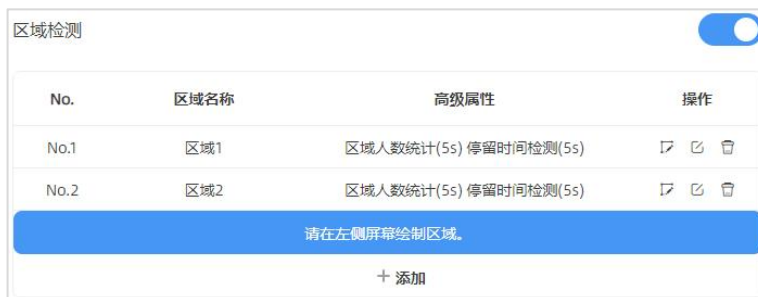 区域检测
No. 区域名称 高级属性 操作
No.1 区域1 区域人数统计(5s) 停留时间检测(5s)
No.2 区域2 区域人数统计(5s) 停留时间检测(5s)
请在左侧屏幕绘制区域。
+ 添加